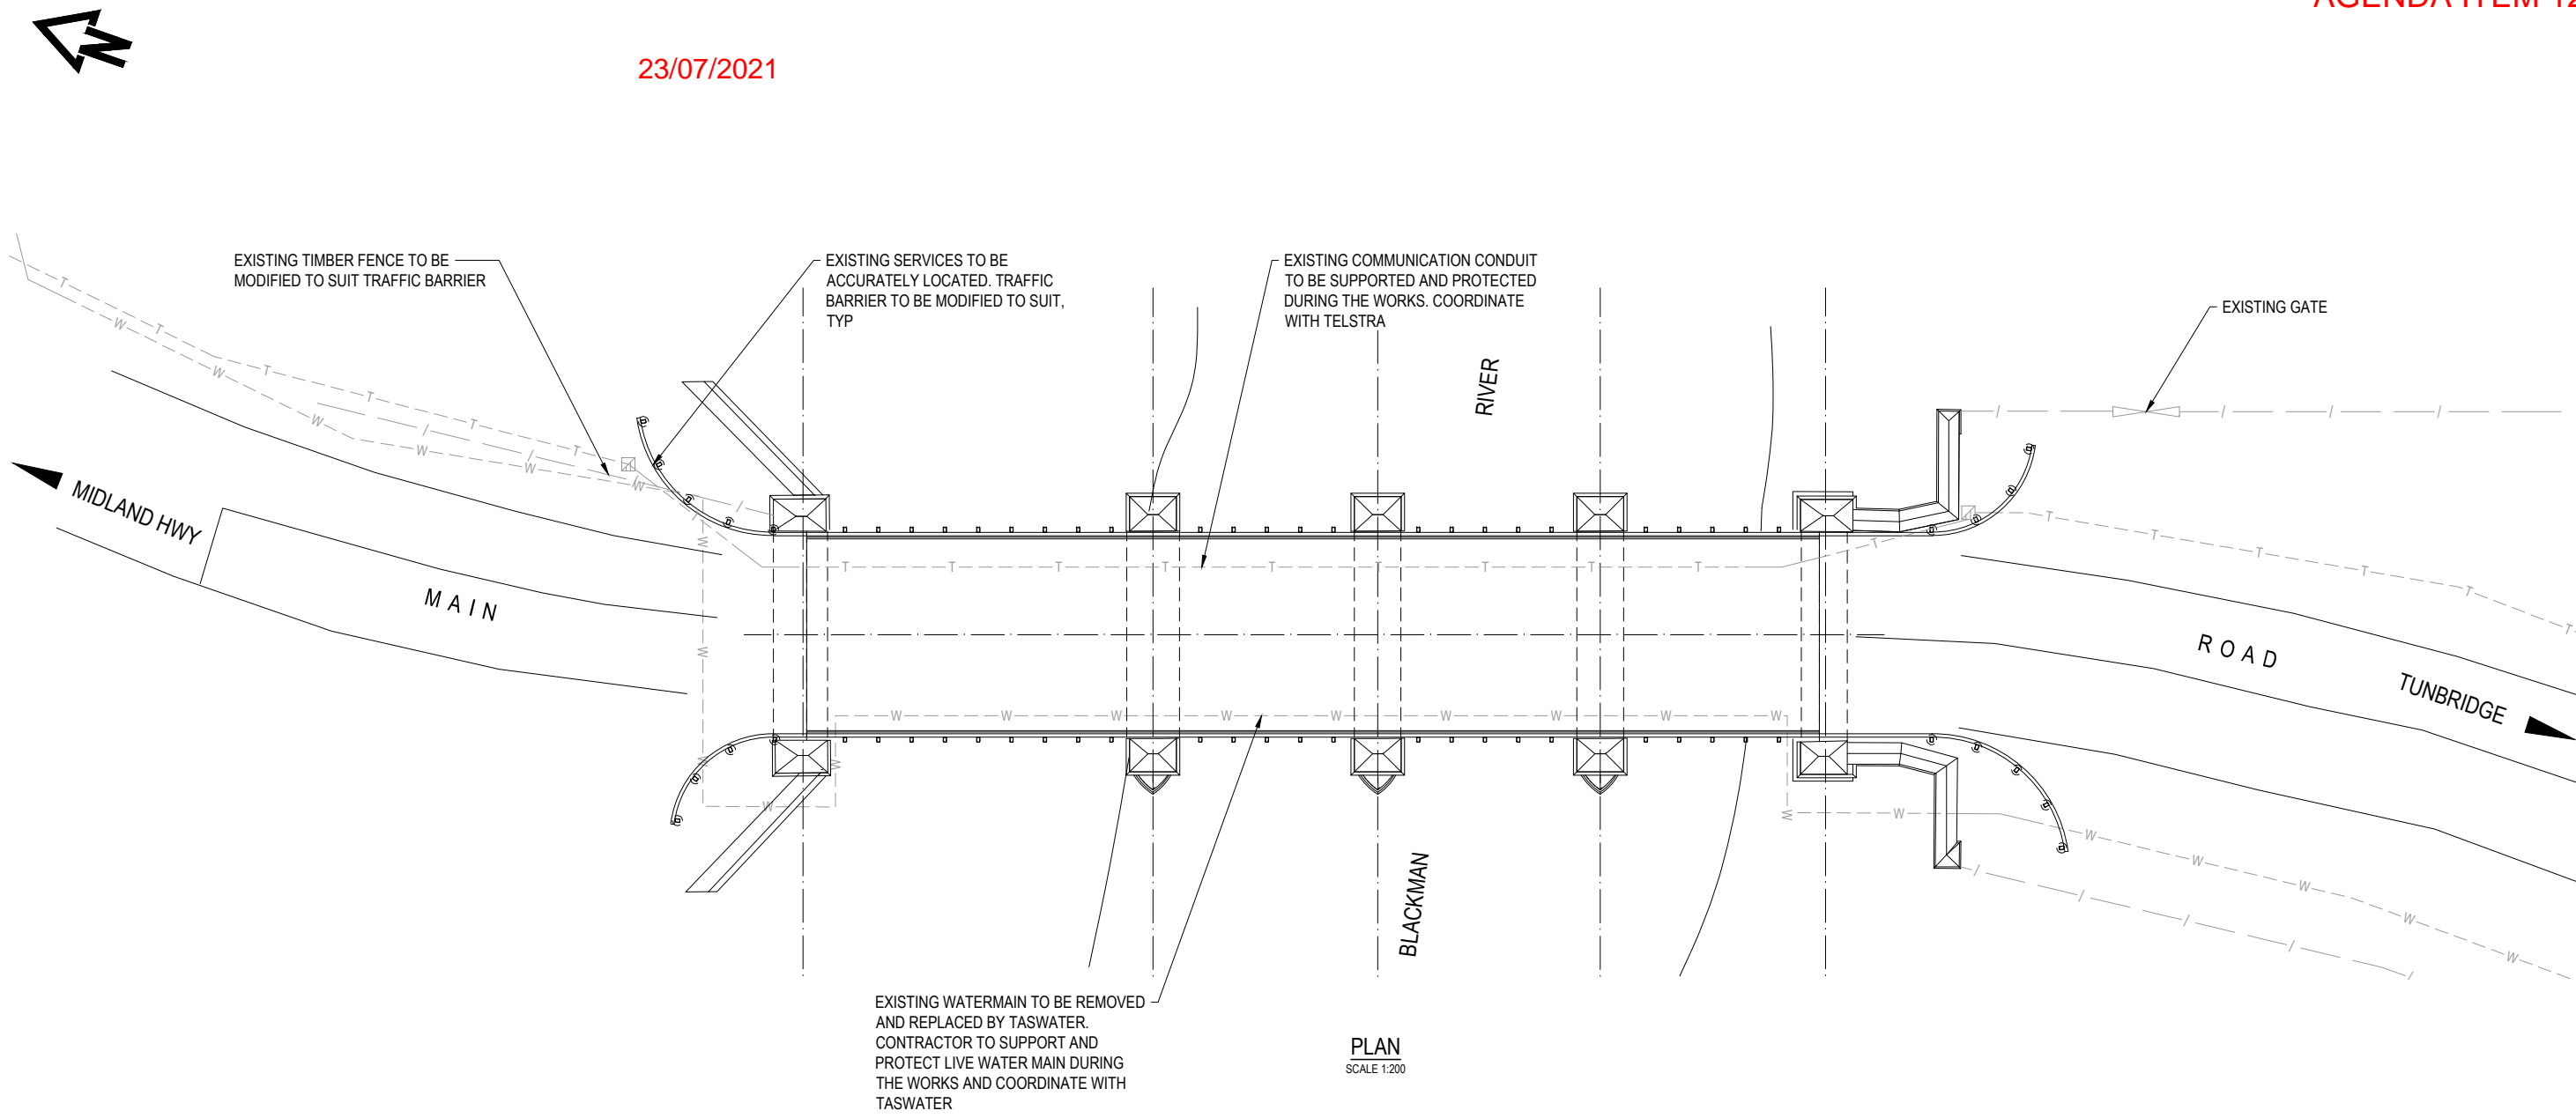 AGENDA ITEM 12
23/07/2021
EXISTING TIMBER FENCE TO BE
MODIFIED TO SUIT TRAFFIC BARRIER
EXISTING SERVICES TO BE
ACCURATELY LOCATED. TRAFFIC
BARRIER TO BE MODIFIED TO SUIT,
TYP
EXISTING COMMUNICATION CONDUIT
TO BE SUPPORTED AND PROTECTED
DURING THE WORKS. COORDINATE
WITH TELSTRA
EXISTING GATE
RIVER
MIDLAND HWY
MAIN
ROAD
TUNBRIDGE
BLACKMAN
EXISTING WATERMAIN TO BE REMOVED
AND REPLACED BY TASWATER.
CONTRACTOR TO SUPPORT AND
PROTECT LIVE WATER MAIN DURING
THE WORKS AND COORDINATE WITH
TASWATER
PLAN
SCALE 1:200